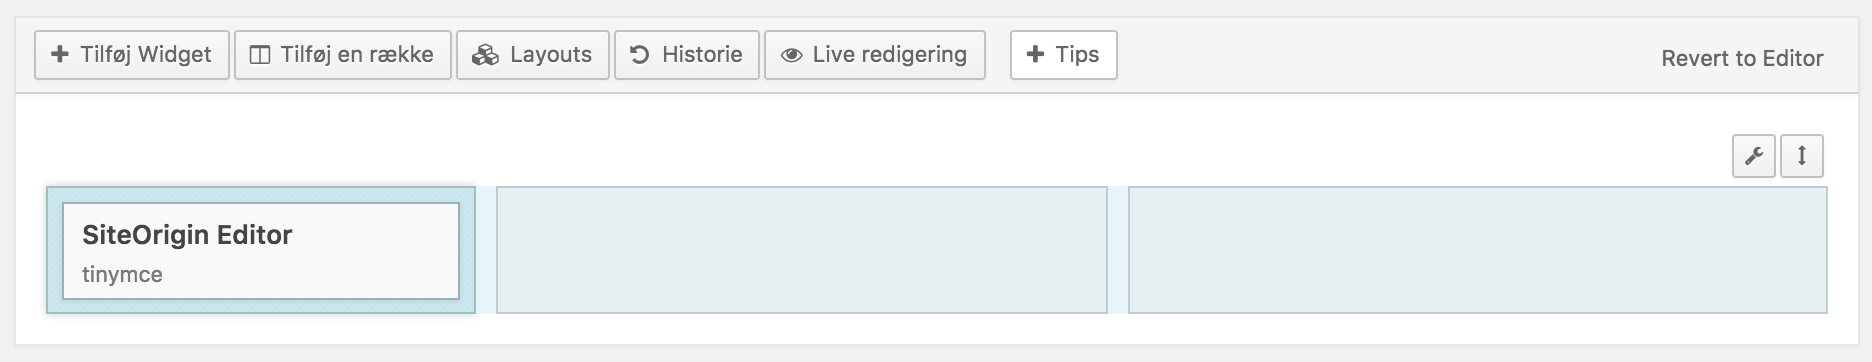 Tilføj Widget Tilføj en række Layouts Historie Live redigering Tips Revert to Editor
SiteOrigin Editor
tinymce